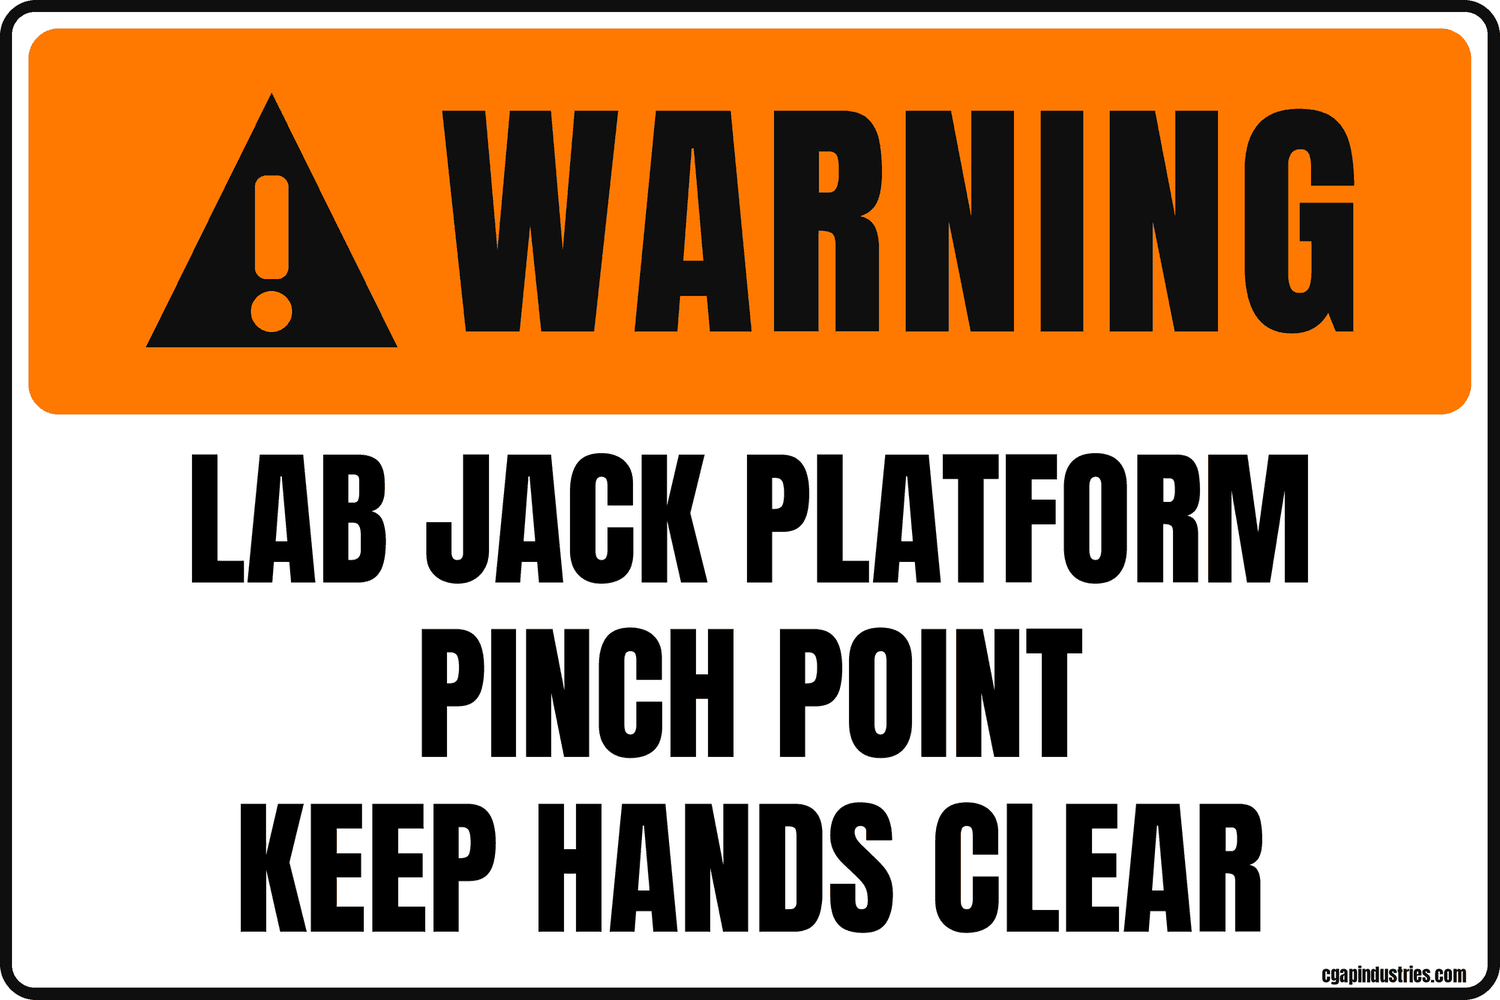 WARNING
LAB JACK PLATFORM
PINCH POINT
KEEP HANDS CLEAR
cgapindustries.com